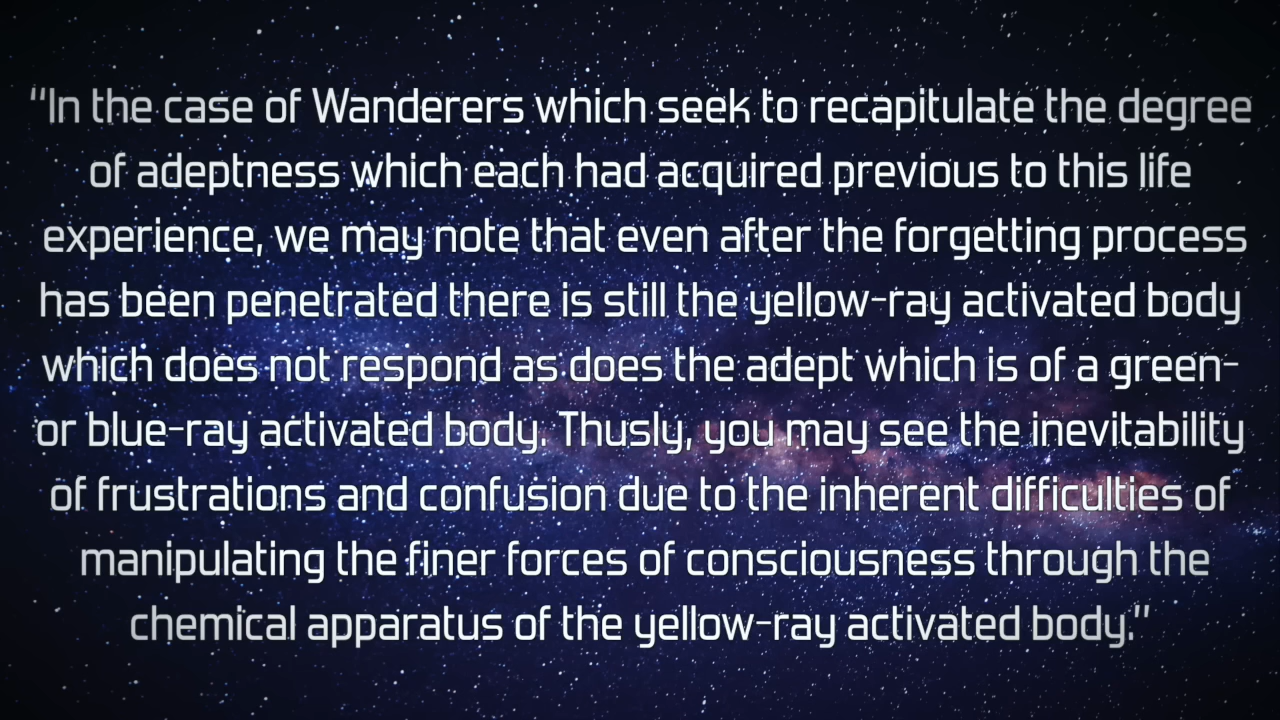 “In the case of Wanderers which seek to recapitulate the degree
of adeptness which each had acquired previous to this life
experience, we may note that even after the forgetting process
has been penetrated there is still the yellow-ray activated body
which does not respond as does the adept which is of a green-
or blue-ray activated body. Thusly, you may see the inevitability
of frustrations and confusion due to the inherent difficulties of
manipulating the finer forces of consciousness through the
chemical apparatus of the yellow-ray activated body.”